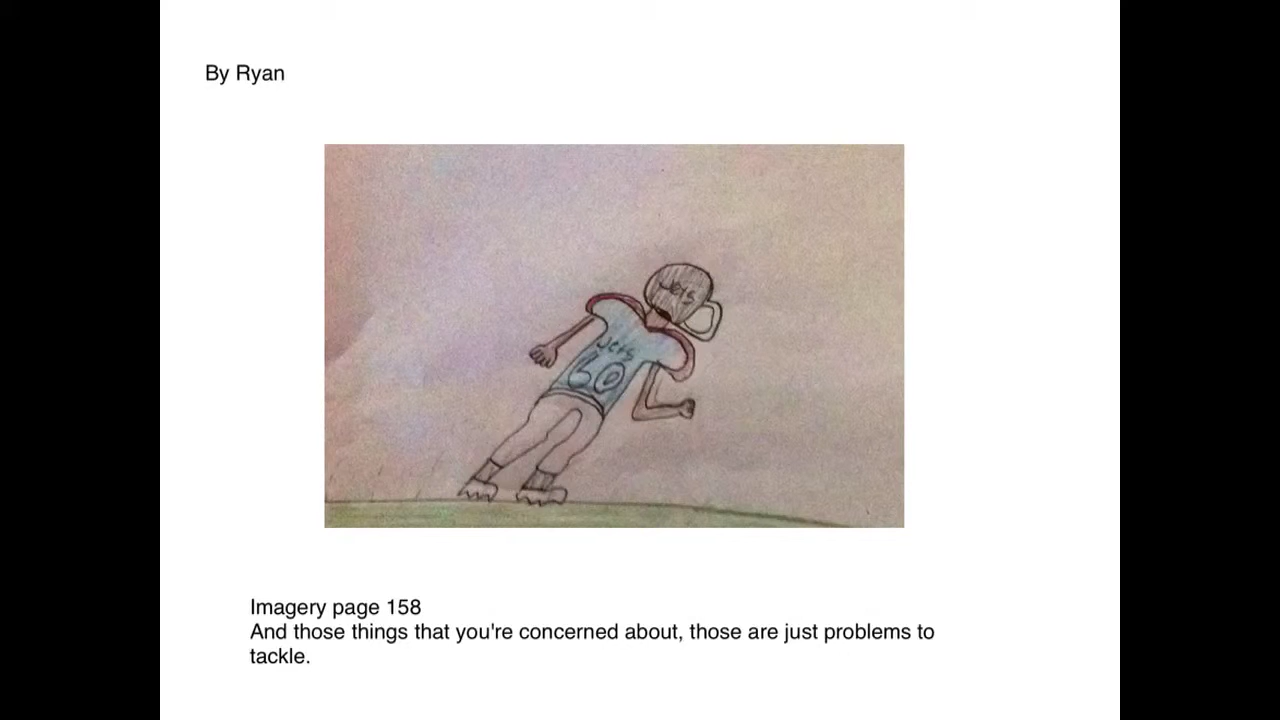 By Ryan
Jets
Jets
60
Imagery page 158
And those things that you're concerned about, those are just problems to
tackle.